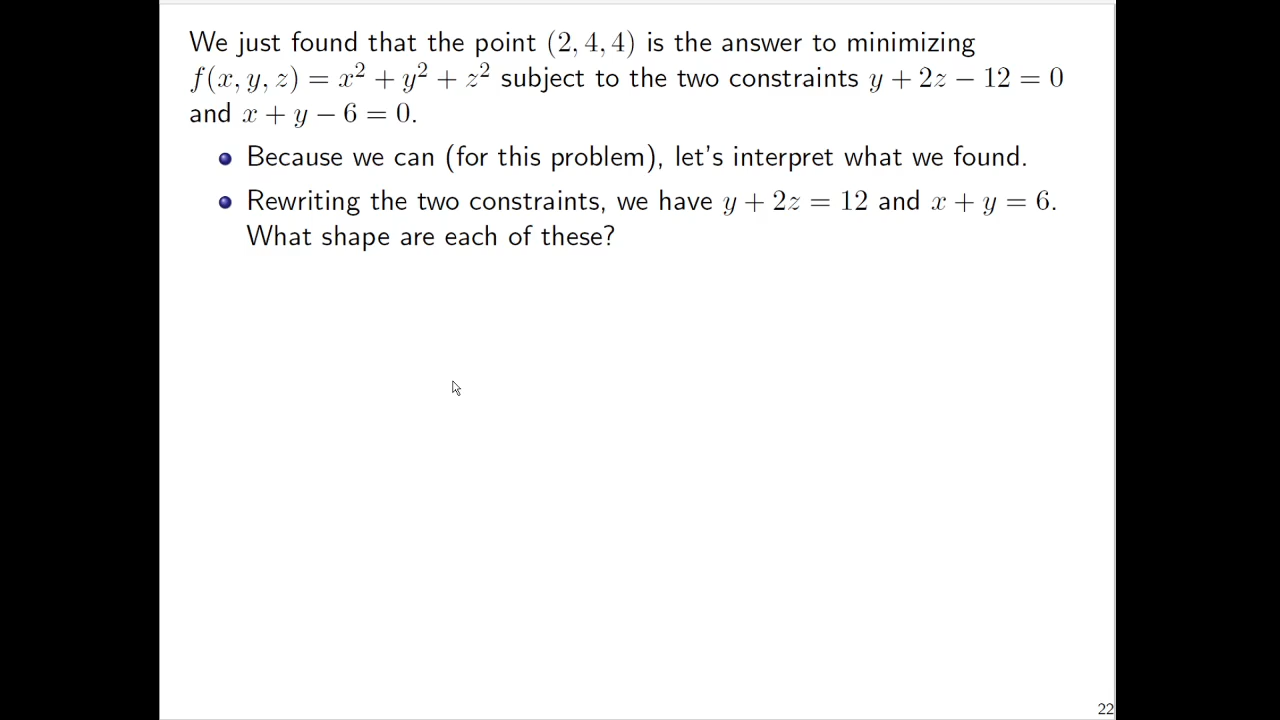 We just found that the point (2, 4, 4) is the answer to minimizing
f(x, y, z) = x² + y² + z² subject to the two constraints y + 2z − 12 = 0
and x + y − 6 = 0.
Because we can (for this problem), let's interpret what we found.
Rewriting the two constraints, we have y + 2z = 12 and x + y = 6.
What shape are each of these?
22